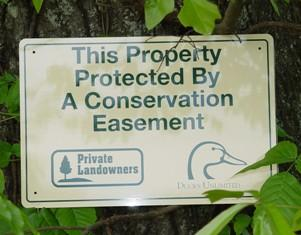 This Property
Protected By
A Conservation
Easement
Private
Landowners
DUCKS UNLIMITED